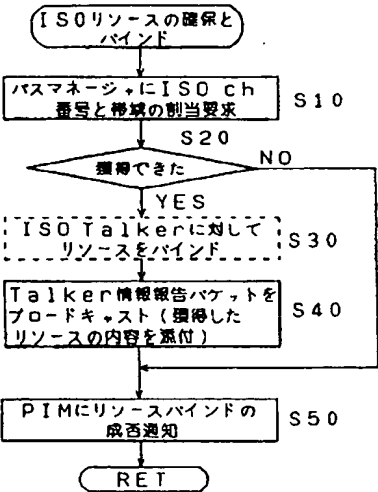 ISOリソースの確保と
バインド
バスマネージャにISO ch
番号と帯域の割当要求
S10
S20
獲得できた
NO
YES
ISO Talkerに対して
リソースをバインド
S30
Talker情報報告パケットを
ブロードキャスト(獲得した
リソースの内容を添付)
S40
PIMにリソースバインドの
成否通知
S50
RET